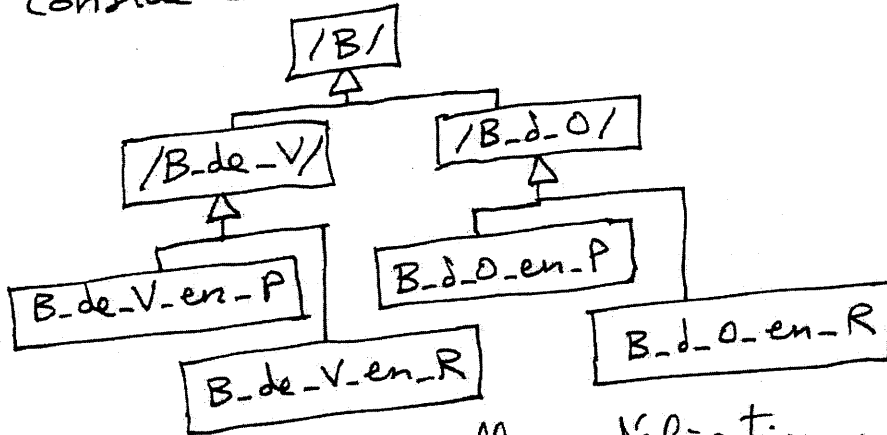 /B/
/B_de_V/ /B_d_O/
B_de_V_en_P B_d_O_en_P
B_de_V_en_R B_d_O_en_R